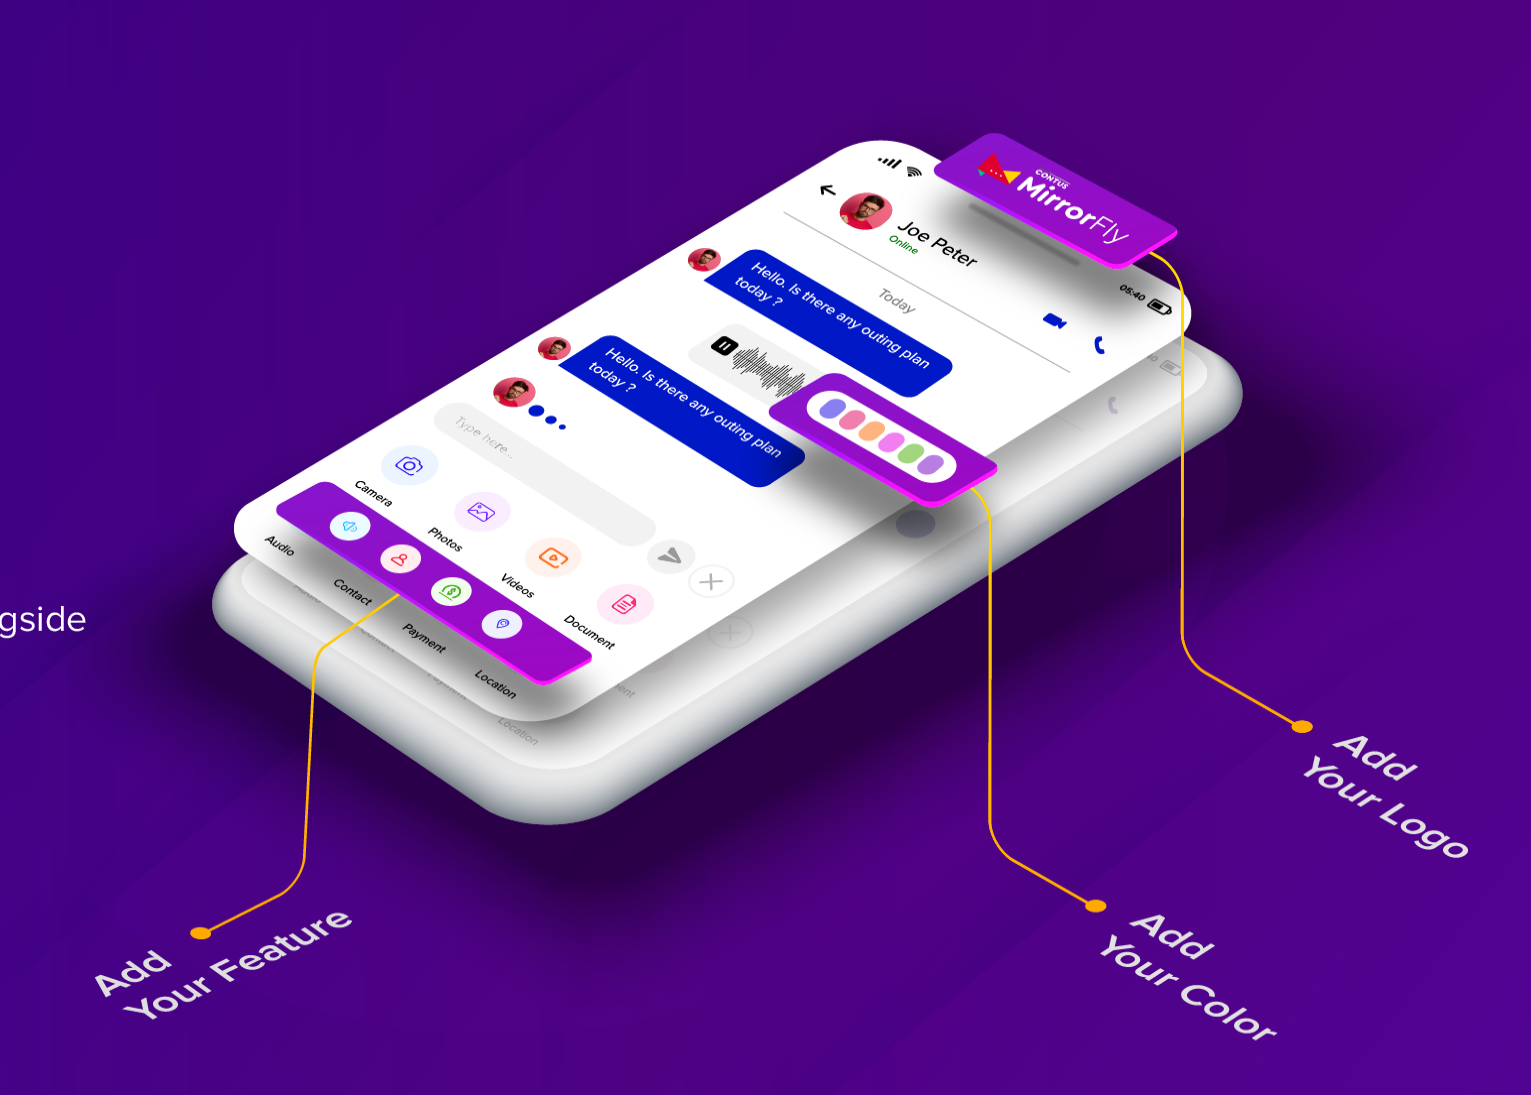 CONTUS
MirrorFly
05:40
Joe Peter
Online
Today
Hello. Is there any outing plan
today ?
Hello. Is there any outing plan
today ?
Type here..
Camera
Photos
Videos
Document
Audio
Contact
Payment
Location
Location
gside
Add
Your Logo
Add
Your Color
Add
Your Feature